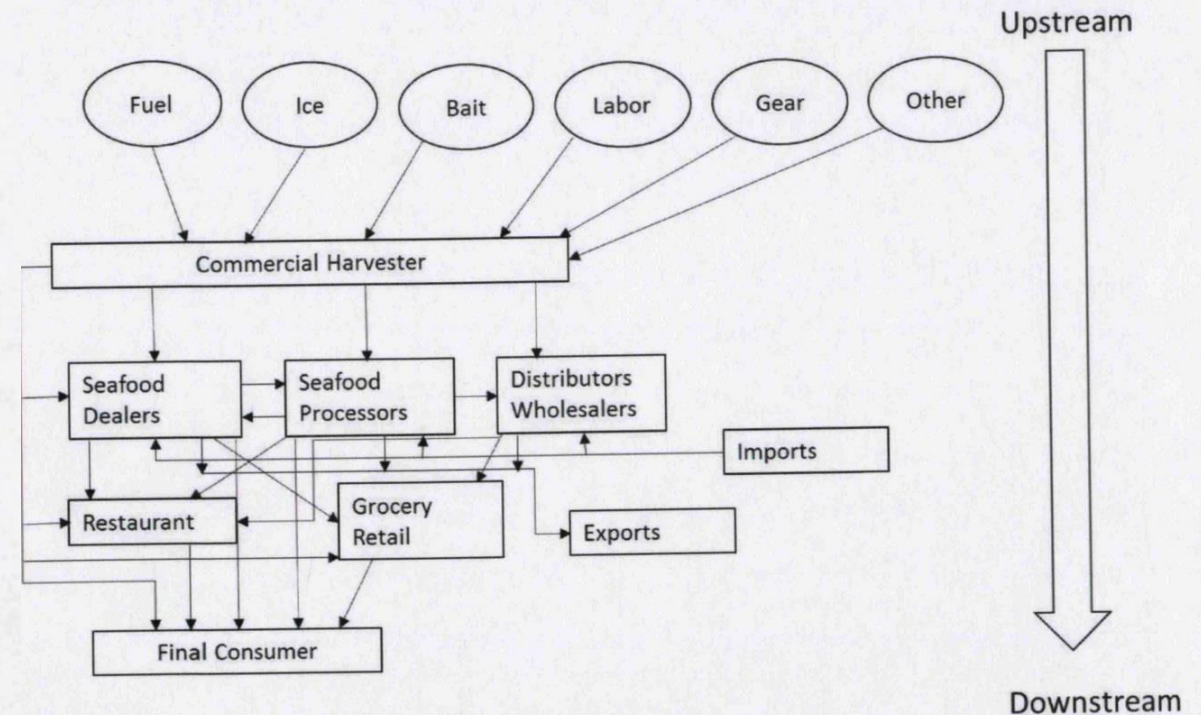 Upstream
Fuel
Ice
Bait
Labor
Gear
Other
Commercial Harvester
Seafood
Dealers
Seafood
Processors
Distributors
Wholesalers
Imports
Restaurant
Grocery
Retail
Exports
Final Consumer
Downstream